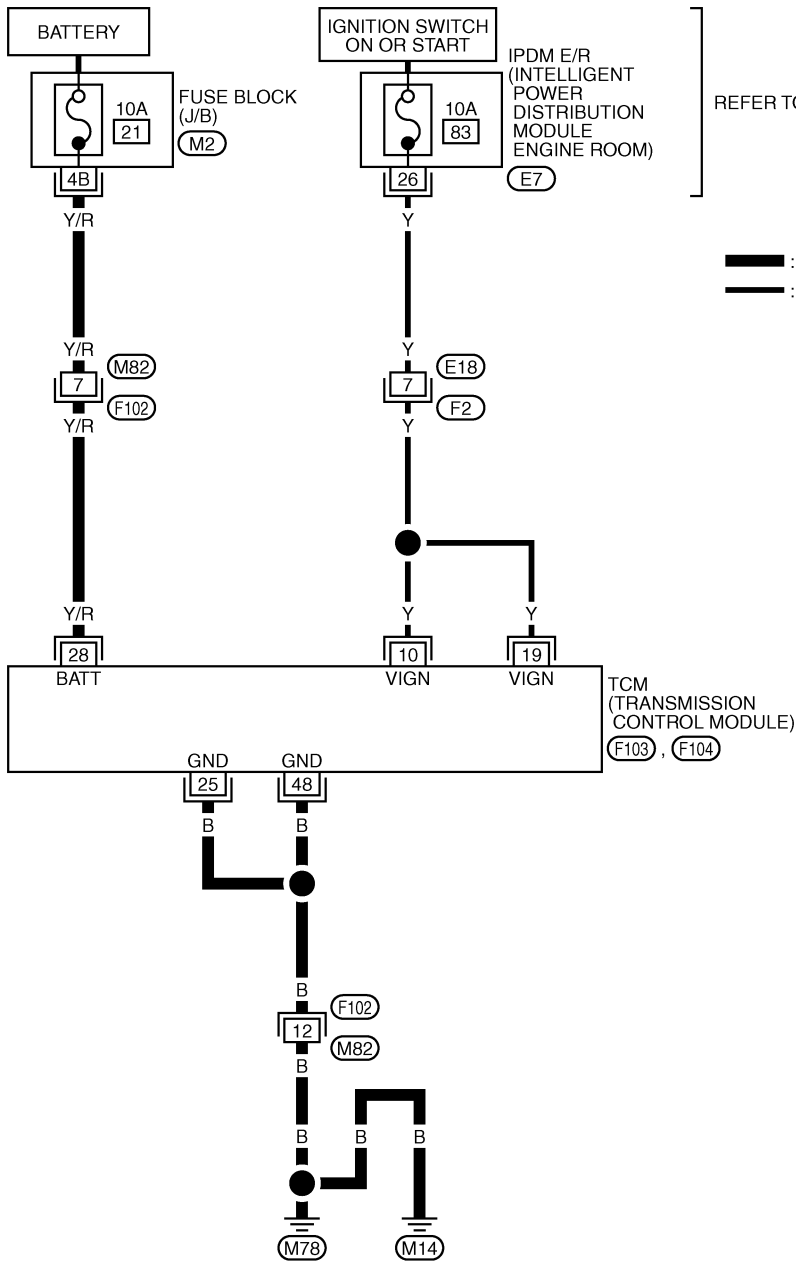 BATTERY
IGNITION SWITCH
ON OR START
IPDM E/R
(INTELLIGENT
POWER
DISTRIBUTION
MODULE
ENGINE ROOM)
E7
10A
21
FUSE BLOCK
(J/B)
M2
10A
83
REFER TO
4B
26
Y/R
Y
:
:
Y/R
Y
7
M82
F102
7
E18
F2
Y/R
Y
Y/R
Y
Y
28
10
19
BATT
VIGN
VIGN
TCM
(TRANSMISSION
CONTROL MODULE)
F103 , F104
GND
GND
25
48
B
B
B
F102
12
M82
B
B
B
B
M78
M14